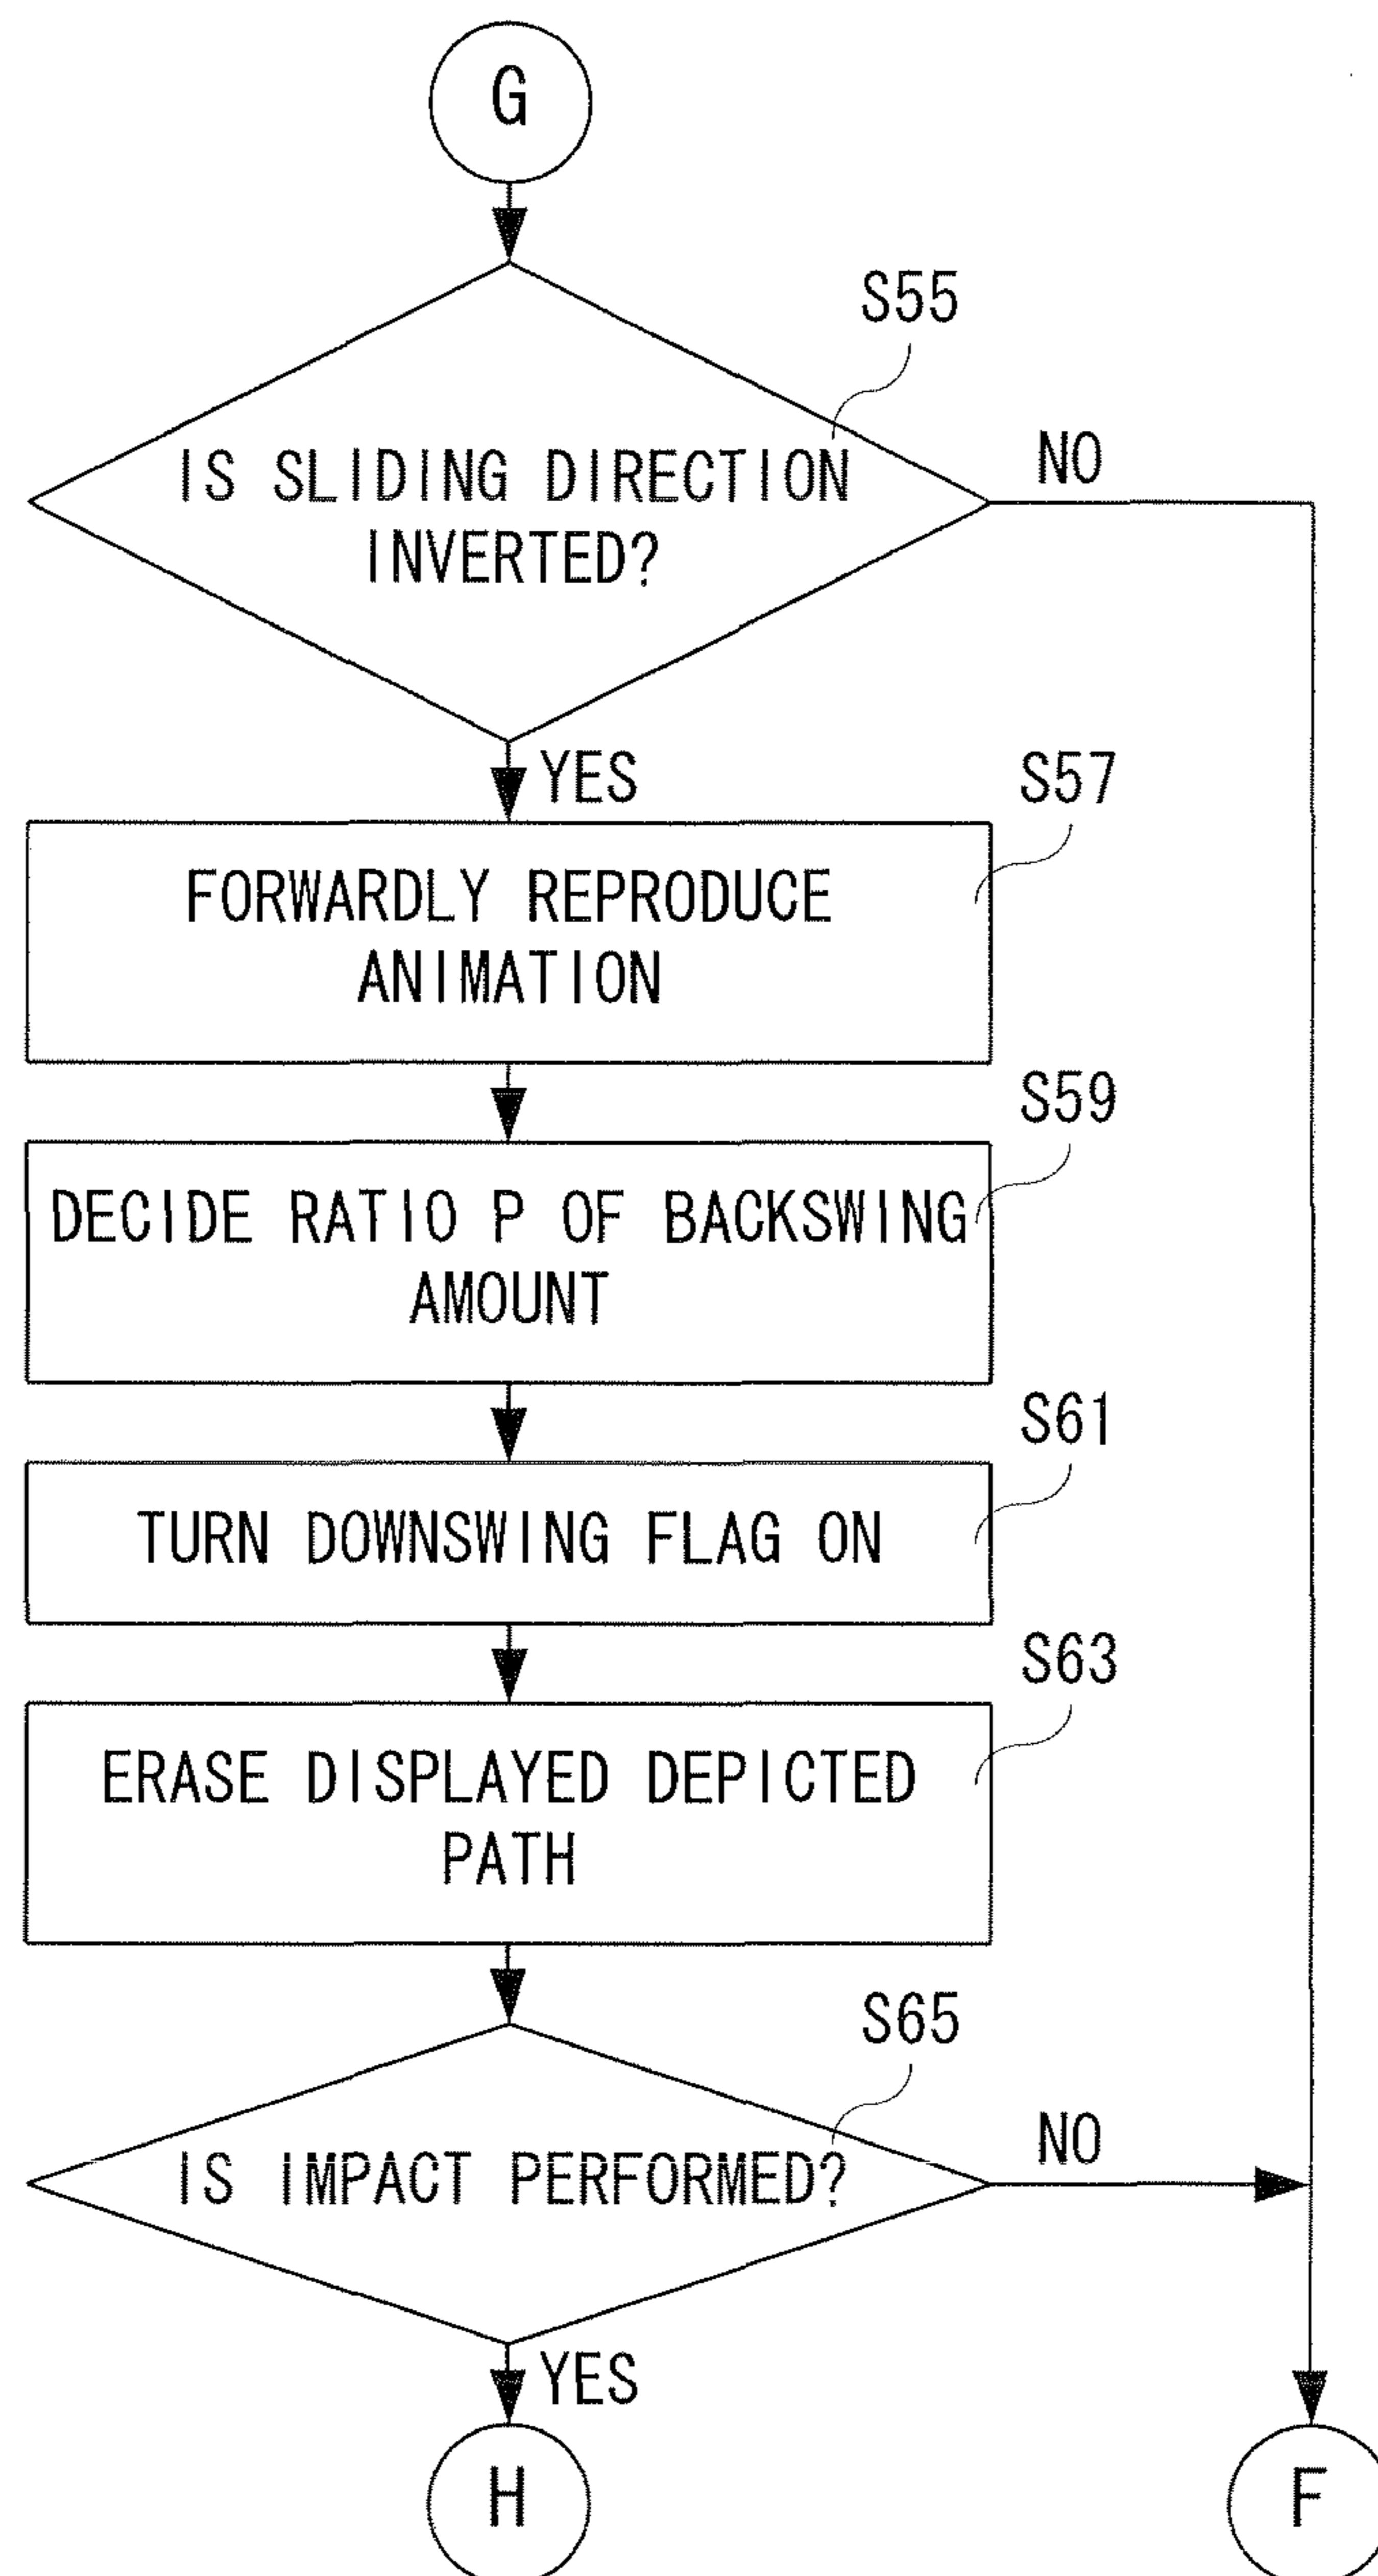 G
S55
IS SLIDING DIRECTION
INVERTED?
NO
YES
S57
FORWARDLY REPRODUCE
ANIMATION
S59
DECIDE RATIO P OF BACKSWING
AMOUNT
S61
TURN DOWNSWING FLAG ON
S63
ERASE DISPLAYED DEPICTED
PATH
S65
IS IMPACT PERFORMED?
NO
YES
H
F